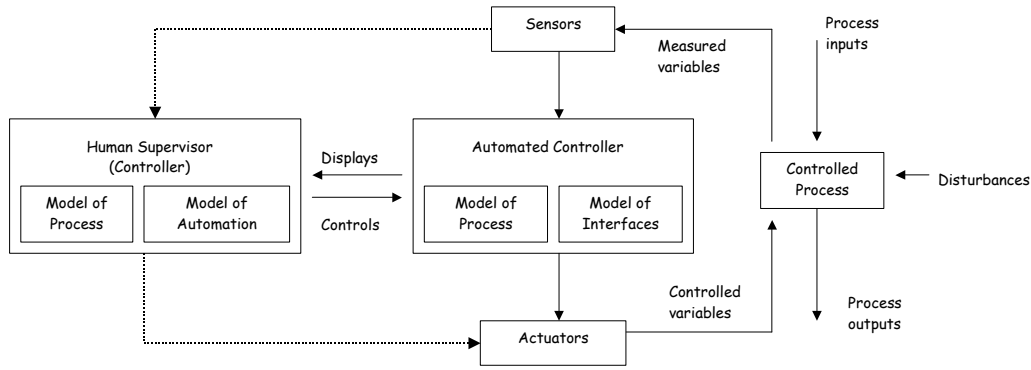 Sensors
Measured
variables
Process
inputs
Human Supervisor
(Controller)
Model of
Process
Model of
Automation
Displays
Controls
Automated Controller
Model of
Process
Model of
Interfaces
Controlled
Process
Disturbances
Controlled
variables
Process
outputs
Actuators